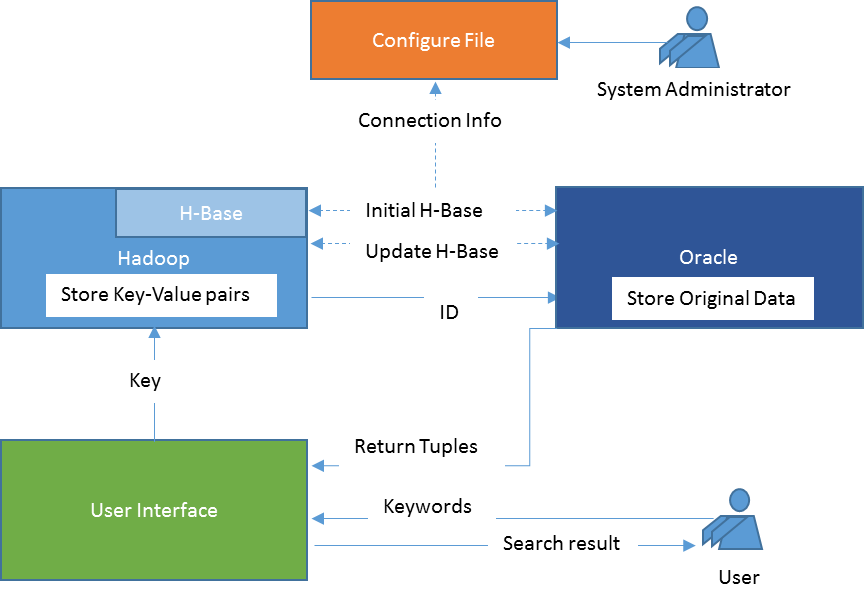 Configure File
System Administrator
Connection Info
H-Base
Initial H-Base
Update H-Base
Hadoop
Oracle
Store Key-Value pairs
Store Original Data
ID
Key
Return Tuples
User Interface
Keywords
Search result
User